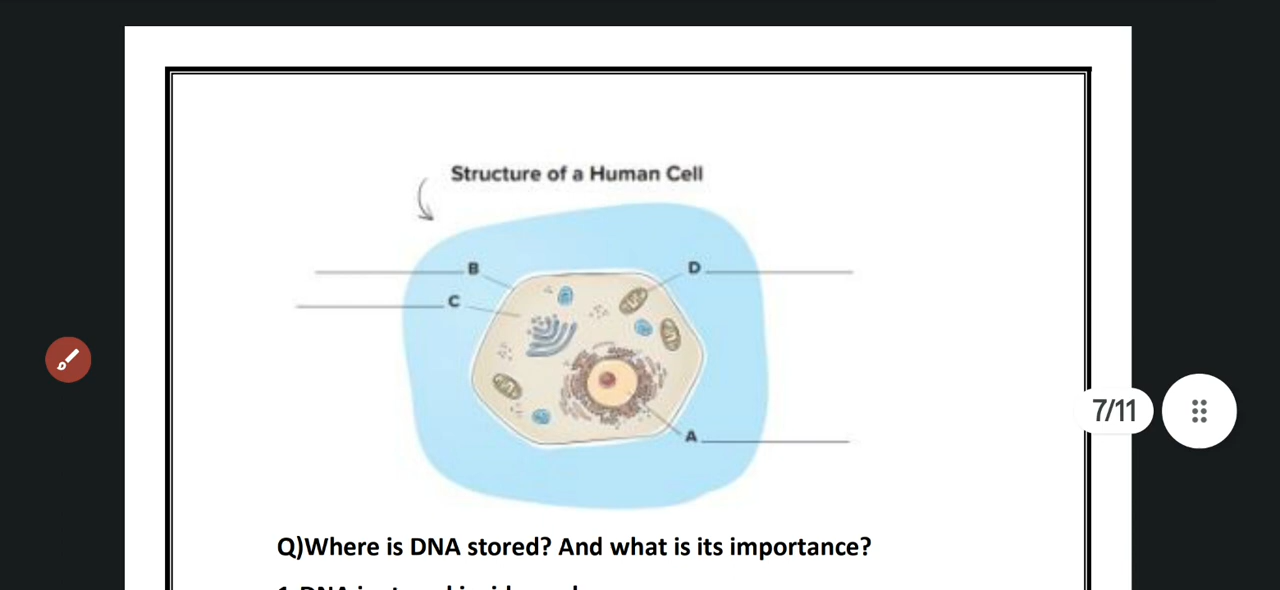 Structure of a Human Cell
B
D
C
7/11
A
Q)Where is DNA stored? And what is its importance?